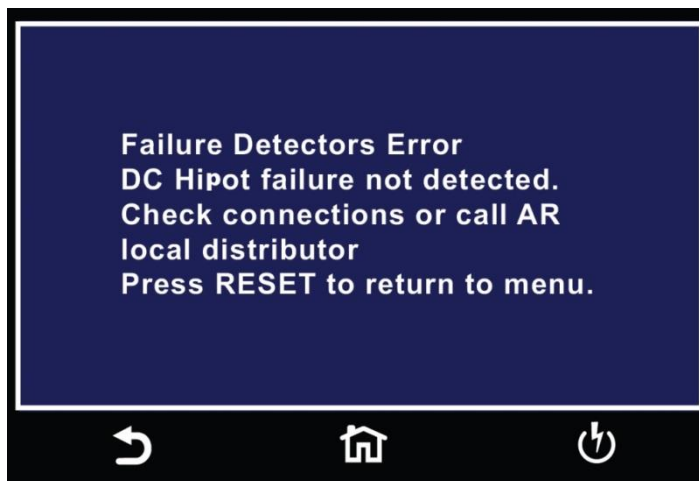 Failure Detectors Error
DC Hipot failure not detected.
Check connections or call AR
local distributor
Press RESET to return to menu.